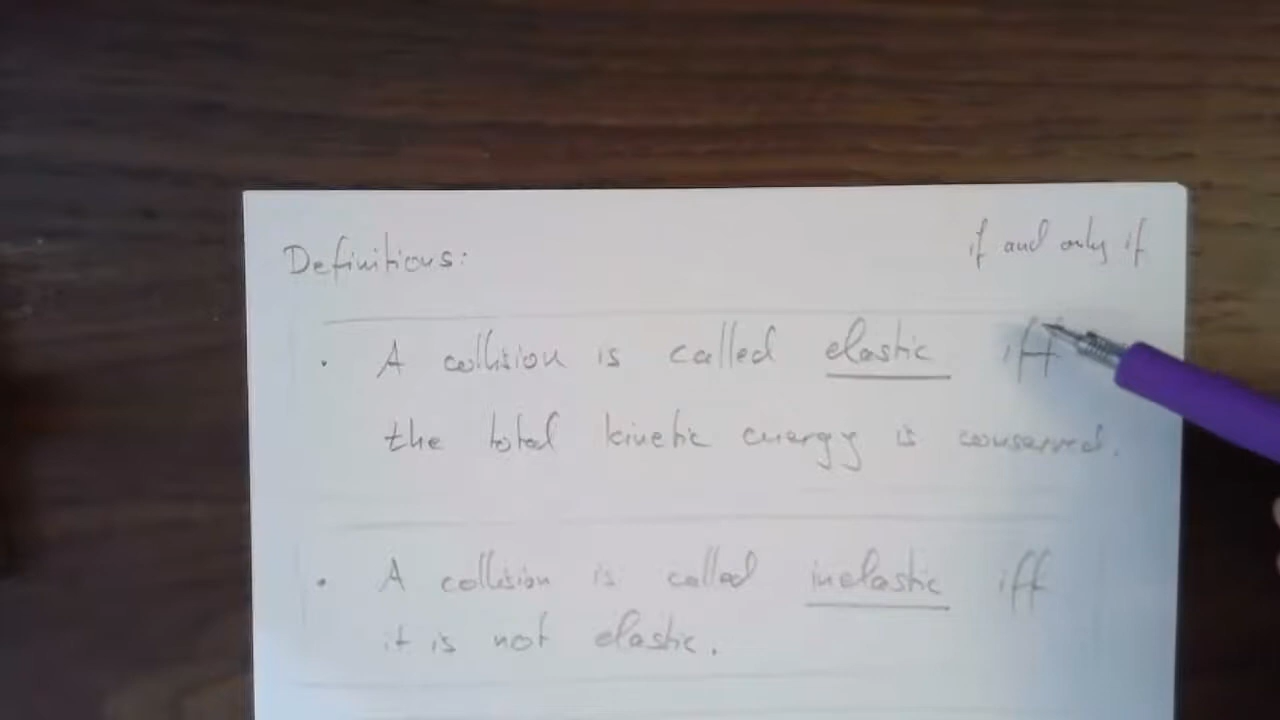 Definitions:
if and only if
· A collision is called elastic iff
the total kinetic energy is conserved.
· A collision is called inelastic iff
it is not elastic.